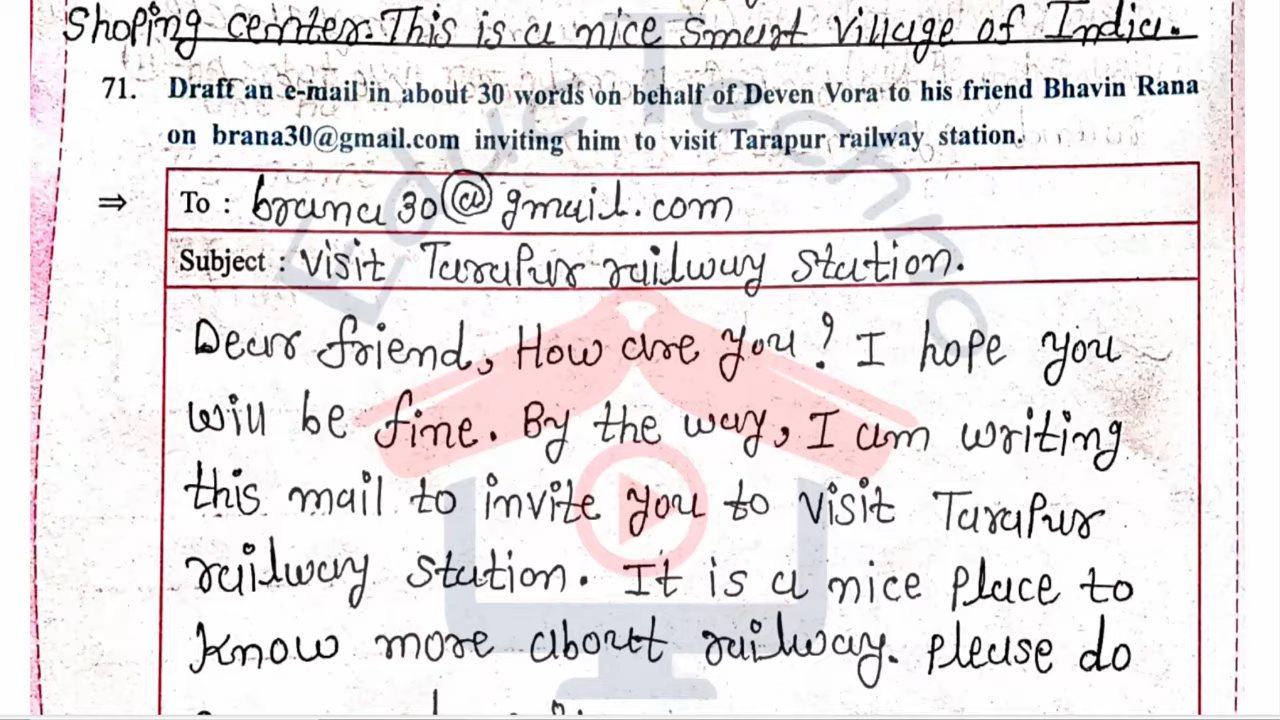 Shoping center. This is a nice Smart Village of India.
71. Draft an e-mail in about 30 words on behalf of Deven Vora to his friend Bhavin Rana
on brana30@gmail.com inviting him to visit Tarapur railway station.
⇒ To : brana30@gmail.com
Subject : Visit Tarapur railway station.
Dear friend, How are you? I hope you
will be fine. By the way, I am writing
this mail to invite you to visit Tarapur
railway station. It is a nice place to
know more about railway. Please do
Educ Techno